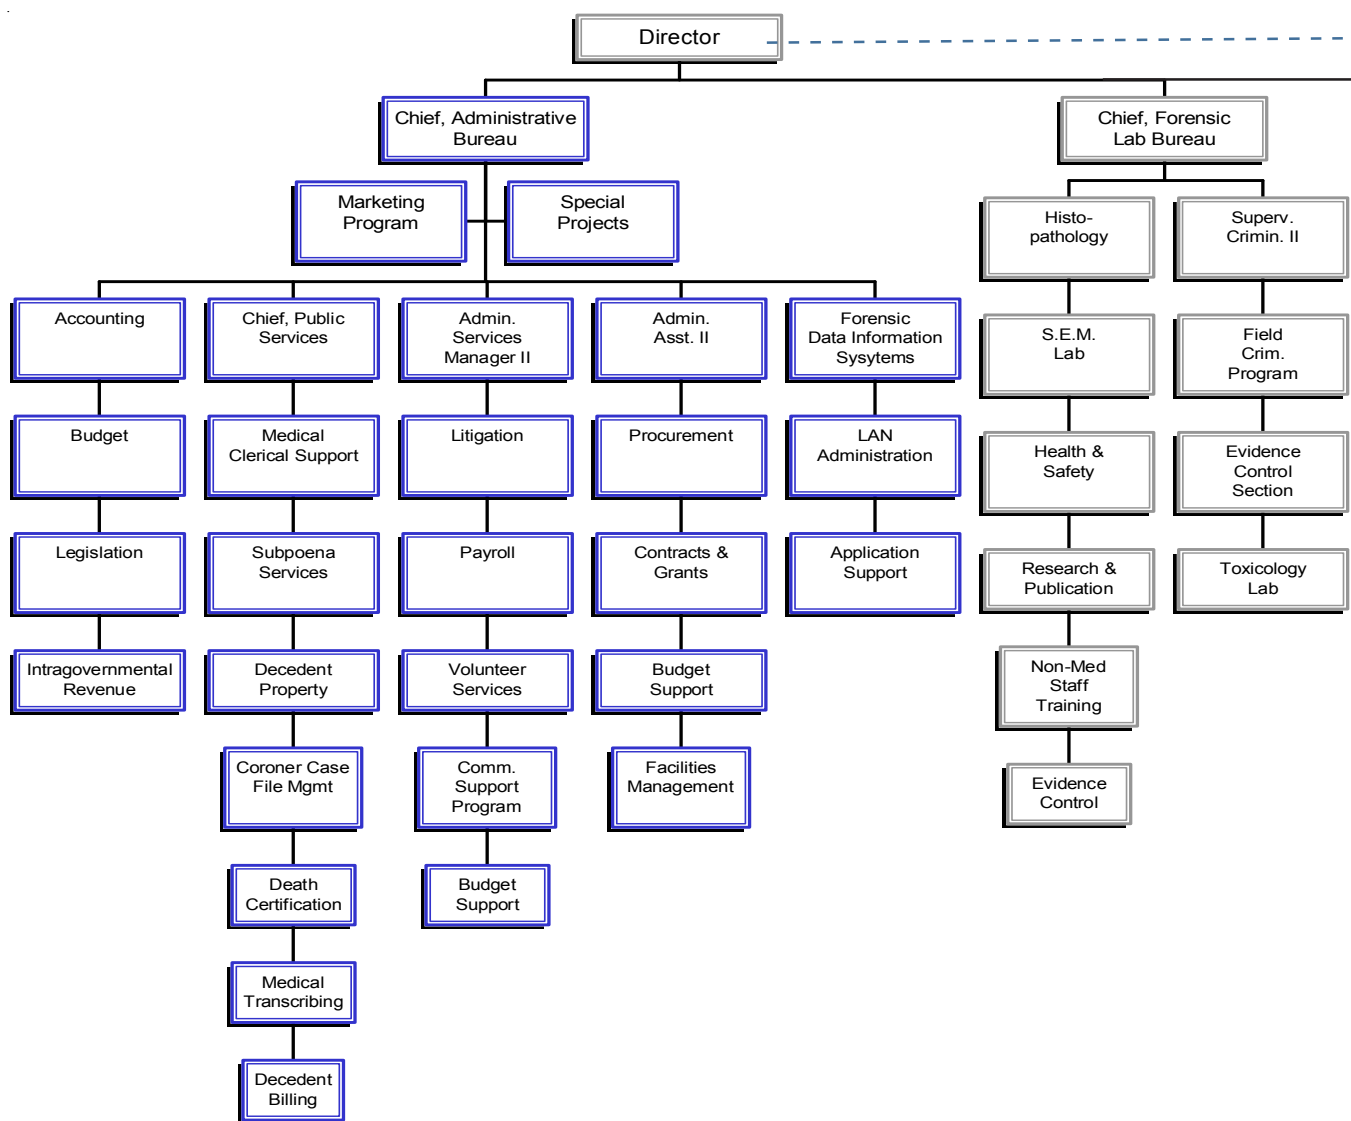 Director
Chief, Administrative
Bureau
Chief, Forensic
Lab Bureau
Marketing
Program
Special
Projects
Histo-
pathology
Superv.
Crimin. II
Accounting
Chief, Public
Services
Admin.
Services
Manager II
Admin.
Asst. II
Forensic
Data Information
Sysytems
S.E.M.
Lab
Field
Crim.
Program
Budget
Medical
Clerical Support
Litigation
Procurement
LAN
Administration
Health &
Safety
Evidence
Control
Section
Legislation
Subpoena
Services
Payroll
Contracts &
Grants
Application
Support
Research &
Publication
Toxicology
Lab
Intragovernmental
Revenue
Decedent
Property
Volunteer
Services
Budget
Support
Non-Med
Staff
Training
Coroner Case
File Mgmt
Comm.
Support
Program
Facilities
Management
Evidence
Control
Death
Certification
Budget
Support
Medical
Transcribing
Decedent
Billing